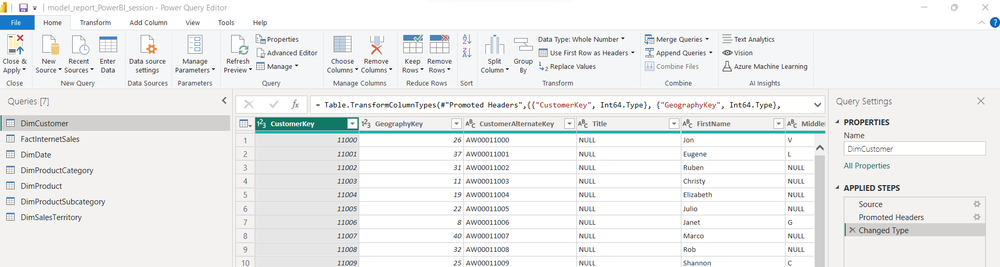 model_report_PowerBI_session - Power Query Editor
File Home Transform Add Column View Tools Help
Close & Apply
New Source
Recent Sources
Enter Data
Data source settings
Manage Parameters
Refresh Preview
Properties
Advanced Editor
Manage
Choose Columns
Remove Columns
Keep Rows
Remove Rows
Split Column
Group By
Data Type: Whole Number
Use First Row as Headers
Replace Values
Merge Queries
Append Queries
Combine Files
Text Analytics
Vision
Azure Machine Learning
Close New Query Data Sources Parameters Query Manage Columns Reduce Rows Sort Transform Combine AI Insights
Queries [7]
DimCustomer
FactInternetSales
DimDate
DimProductCategory
DimProduct
DimProductSubcategory
DimSalesTerritory
fx = Table.TransformColumnTypes(#"Promoted Headers",{{"CustomerKey", Int64.Type}, {"GeographyKey", Int64.Type},
CustomerKey GeographyKey CustomerAlternateKey Title FirstName Middle
1 11000 26 AW00011000 NULL Jon V
2 11001 37 AW00011001 NULL Eugene L
3 11002 31 AW00011002 NULL Ruben NULL
4 11003 11 AW00011003 NULL Christy NULL
5 11004 19 AW00011004 NULL Elizabeth NULL
6 11005 22 AW00011005 NULL Julio NULL
7 11006 8 AW00011006 NULL Janet G
8 11007 40 AW00011007 NULL Marco NULL
9 11008 32 AW00011008 NULL Rob NULL
10 11009 25 AW00011009 NULL Shannon C
Query Settings
PROPERTIES
Name
DimCustomer
All Properties
APPLIED STEPS
Source
Promoted Headers
Changed Type